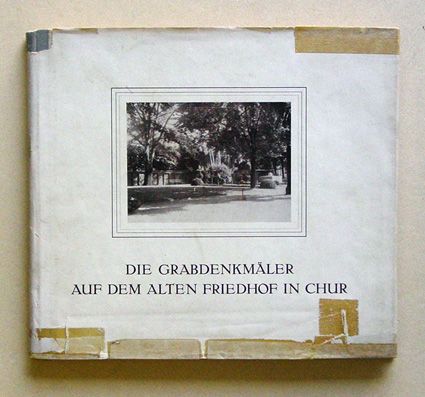 DIE GRABDENKMÄLER
AUF DEM ALTEN FRIEDHOF IN CHUR